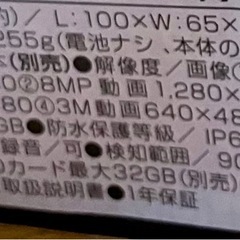 ) / L:100×W:65×
255g(電池ナシ、本体の
(別売)●解像度/画像①
0②8MP 動画 1,280×
80④3M 動画 640×48
GB●防水保護等級/IP6
録音/可●検知範囲/90
カード最大32GB(別売)
取扱説明書●1年保証